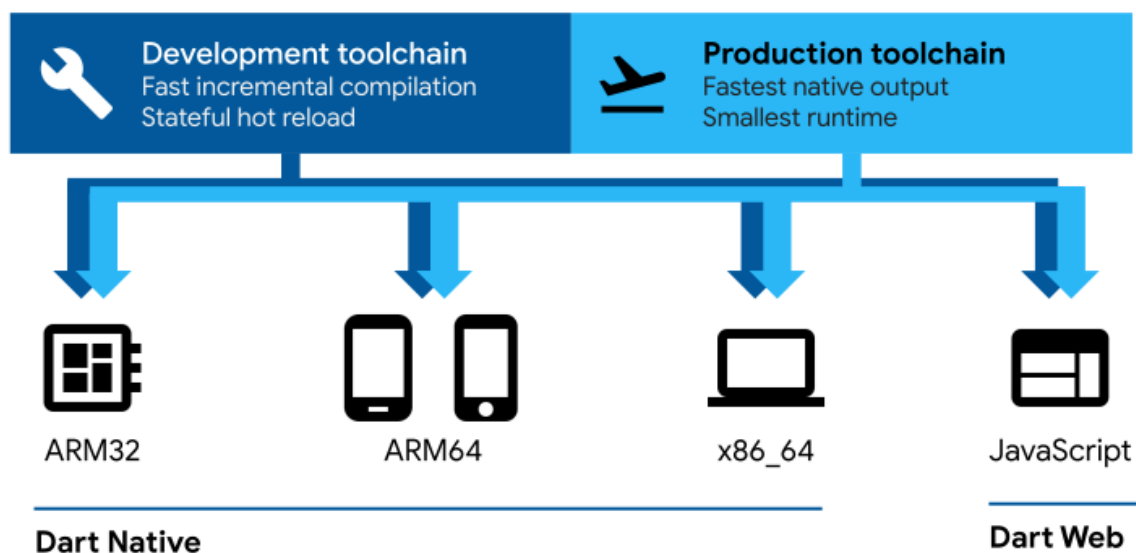 Development toolchain
Fast incremental compilation
Stateful hot reload
Production toolchain
Fastest native output
Smallest runtime
ARM32
ARM64
x86_64
JavaScript
Dart Native
Dart Web